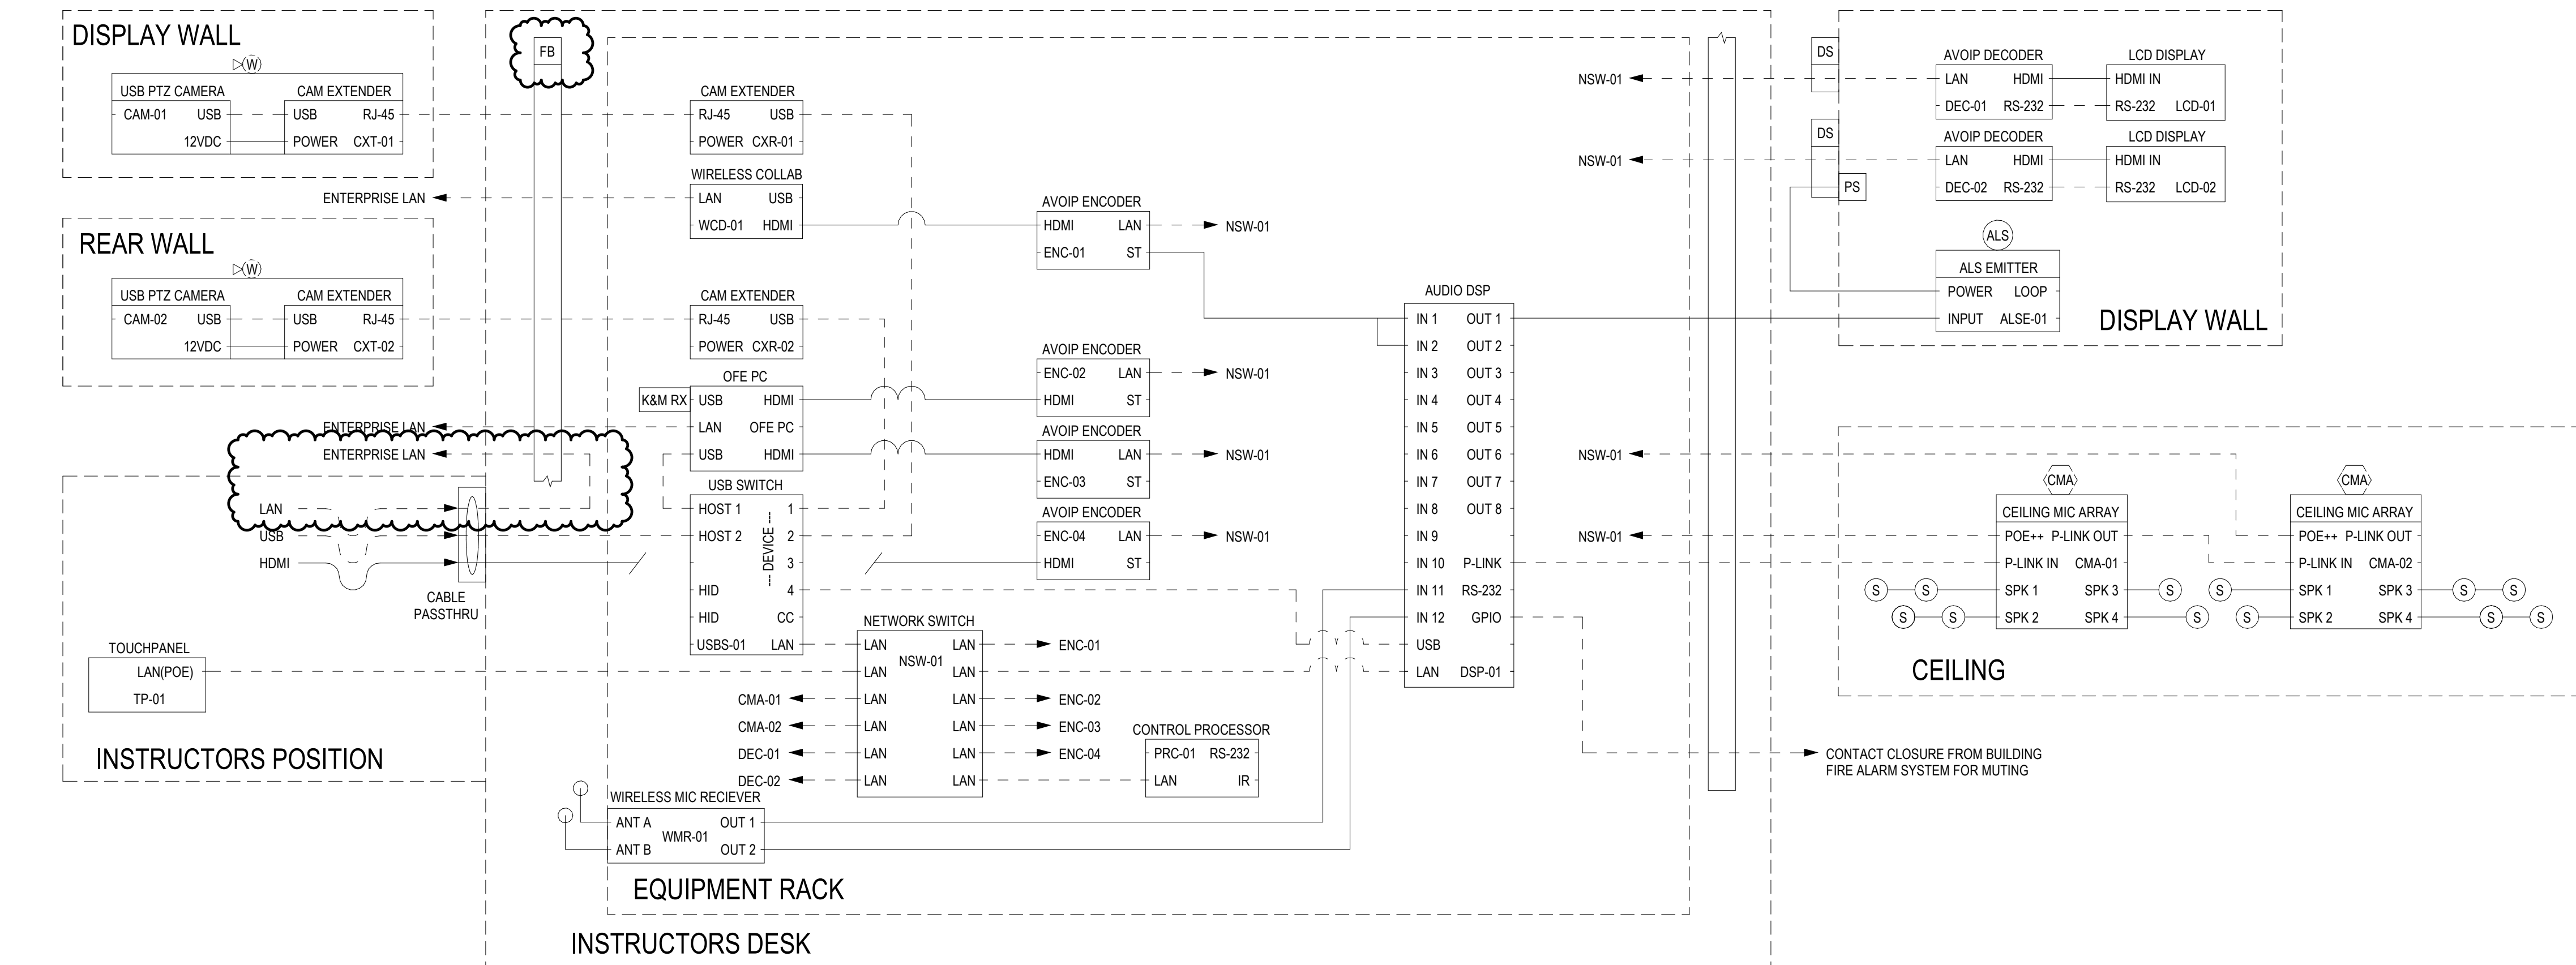 DISPLAY WALL
W
USB PTZ CAMERA CAM EXTENDER
CAM-01 USB USB RJ-45
12VDC POWER CXT-01
ENTERPRISE LAN
REAR WALL
W
USB PTZ CAMERA CAM EXTENDER
CAM-02 USB USB RJ-45
12VDC POWER CXT-02
ENTERPRISE LAN
ENTERPRISE LAN
LAN
USB
HDMI
CABLE
PASSTHRU
TOUCHPANEL
LAN(POE)
TP-01
INSTRUCTORS POSITION
FB
CAM EXTENDER
RJ-45 USB
POWER CXR-01
WIRELESS COLLAB
LAN USB
WCD-01 HDMI
CAM EXTENDER
RJ-45 USB
POWER CXR-02
OFE PC
K&M RX USB HDMI
LAN OFE PC
USB HDMI
USB SWITCH
HOST 1 1
HOST 2 2
3
HID 4
HID CC
USBS-01 LAN
--- DEVICE ---
NETWORK SWITCH
NSW-01
LAN LAN ENC-01
LAN LAN
CMA-01 LAN LAN ENC-02
CMA-02 LAN LAN ENC-03
DEC-01 LAN LAN ENC-04
DEC-02 LAN LAN
CONTROL PROCESSOR
PRC-01 RS-232
LAN IR
WIRELESS MIC RECIEVER
ANT A OUT 1
WMR-01
ANT B OUT 2
EQUIPMENT RACK
INSTRUCTORS DESK
AVOIP ENCODER
HDMI LAN NSW-01
ENC-01 ST
AVOIP ENCODER
ENC-02 LAN NSW-01
HDMI ST
AVOIP ENCODER
HDMI LAN NSW-01
ENC-03 ST
AVOIP ENCODER
ENC-04 LAN NSW-01
HDMI ST
AUDIO DSP
IN 1 OUT 1
IN 2 OUT 2
IN 3 OUT 3
IN 4 OUT 4
IN 5 OUT 5
IN 6 OUT 6
IN 7 OUT 7
IN 8 OUT 8
IN 9
IN 10 P-LINK
IN 11 RS-232
IN 12 GPIO
USB
LAN DSP-01
NSW-01
NSW-01
NSW-01
NSW-01
DS
DS
PS
AVOIP DECODER LCD DISPLAY
LAN HDMI HDMI IN
DEC-01 RS-232 RS-232 LCD-01
AVOIP DECODER LCD DISPLAY
LAN HDMI HDMI IN
DEC-02 RS-232 RS-232 LCD-02
ALS
ALS EMITTER
POWER LOOP
INPUT ALSE-01
DISPLAY WALL
CMA CMA
CEILING MIC ARRAY CEILING MIC ARRAY
POE++ P-LINK OUT POE++ P-LINK OUT
P-LINK IN CMA-01 P-LINK IN CMA-02
S S SPK 1 SPK 3 S S SPK 1 SPK 3 S S
S S SPK 2 SPK 4 S S SPK 2 SPK 4 S S
CEILING
CONTACT CLOSURE FROM BUILDING
FIRE ALARM SYSTEM FOR MUTING